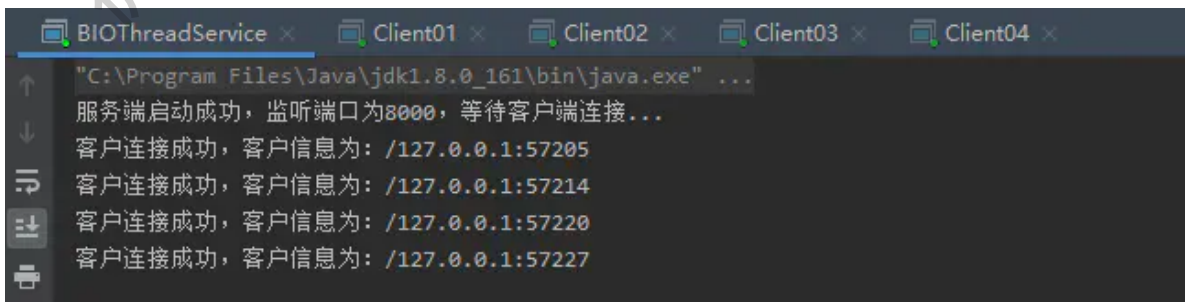 BIOThreadService Client01 Client02 Client03 Client04
"C:\Program Files\Java\jdk1.8.0_161\bin\java.exe" ...
服务端启动成功，监听端口为8000，等待客户端连接...
客户连接成功，客户信息为：/127.0.0.1:57205
客户连接成功，客户信息为：/127.0.0.1:57214
客户连接成功，客户信息为：/127.0.0.1:57220
客户连接成功，客户信息为：/127.0.0.1:57227